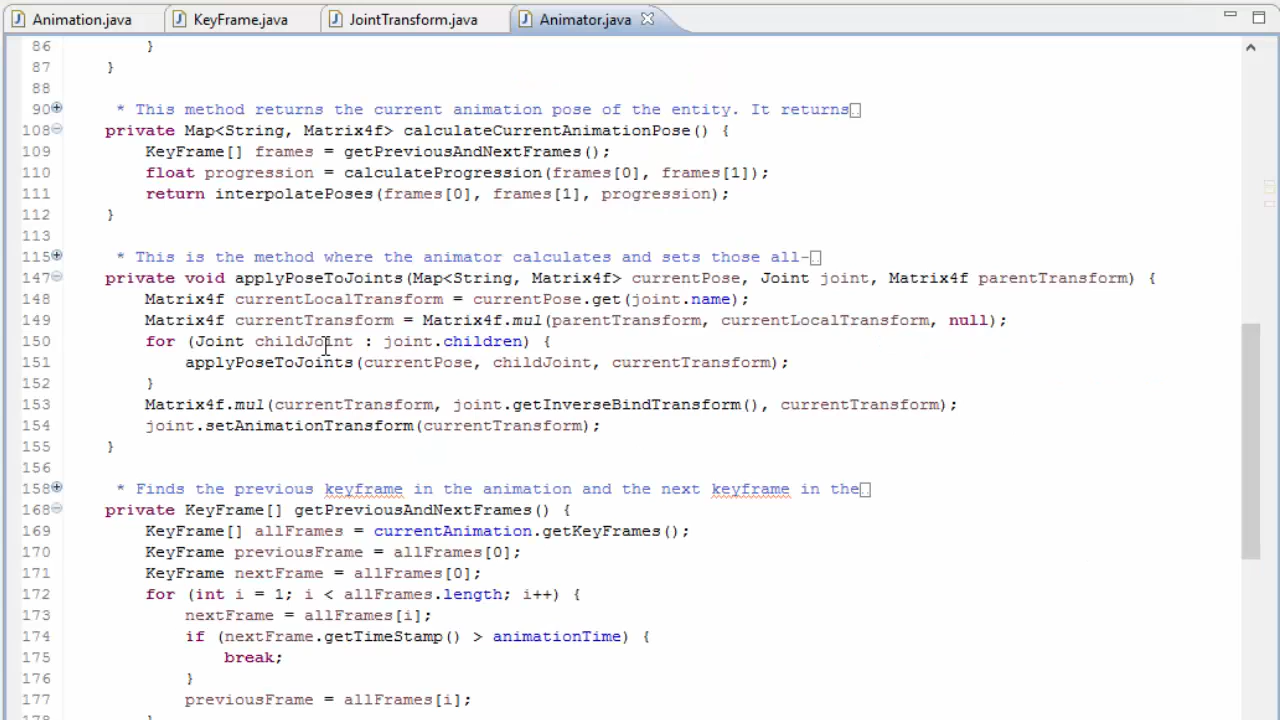 Animation.java KeyFrame.java JointTransform.java Animator.java
86 }
87 }
88
90 * This method returns the current animation pose of the entity. It returns
108 private Map<String, Matrix4f> calculateCurrentAnimationPose() {
109 KeyFrame[] frames = getPreviousAndNextFrames();
110 float progression = calculateProgression(frames[0], frames[1]);
111 return interpolatePoses(frames[0], frames[1], progression);
112 }
113
115 * This is the method where the animator calculates and sets those all-
147 private void applyPoseToJoints(Map<String, Matrix4f> currentPose, Joint joint, Matrix4f parentTransform) {
148 Matrix4f currentLocalTransform = currentPose.get(joint.name);
149 Matrix4f currentTransform = Matrix4f.mul(parentTransform, currentLocalTransform, null);
150 for (Joint childJoint : joint.children) {
151 applyPoseToJoints(currentPose, childJoint, currentTransform);
152 }
153 Matrix4f.mul(currentTransform, joint.getInverseBindTransform(), currentTransform);
154 joint.setAnimationTransform(currentTransform);
155 }
156
158 * Finds the previous keyframe in the animation and the next keyframe in the
168 private KeyFrame[] getPreviousAndNextFrames() {
169 KeyFrame[] allFrames = currentAnimation.getKeyFrames();
170 KeyFrame previousFrame = allFrames[0];
171 KeyFrame nextFrame = allFrames[0];
172 for (int i = 1; i < allFrames.length; i++) {
173 nextFrame = allFrames[i];
174 if (nextFrame.getTimeStamp() > animationTime) {
175 break;
176 }
177 previousFrame = allFrames[i];
178 }